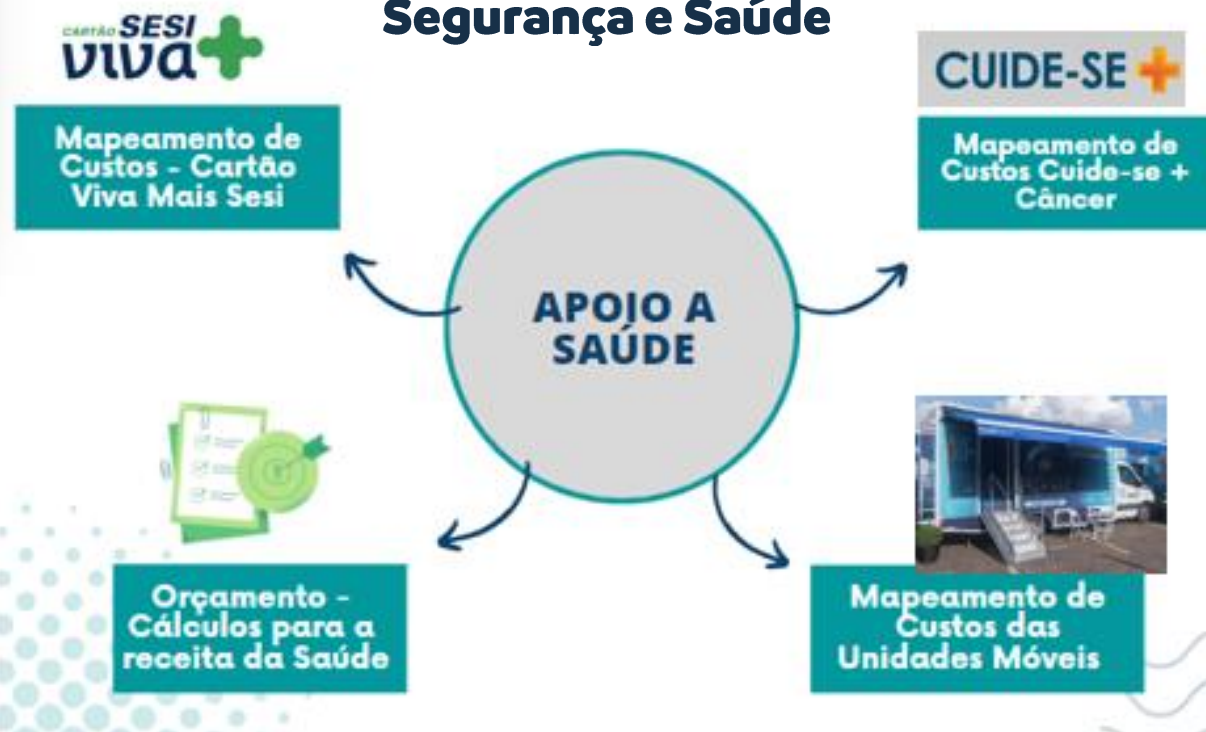 Segurança e Saúde
CARTÃO SESI
viva
CUIDE-SE +
Mapeamento de
Custos - Cartão
Viva Mais Sesi
Mapeamento de
Custos Cuide-se +
Câncer
APOIO A
SAÚDE
Orçamento -
Cálculos para a
receita da Saúde
Mapeamento de
Custos das
Unidades Móveis